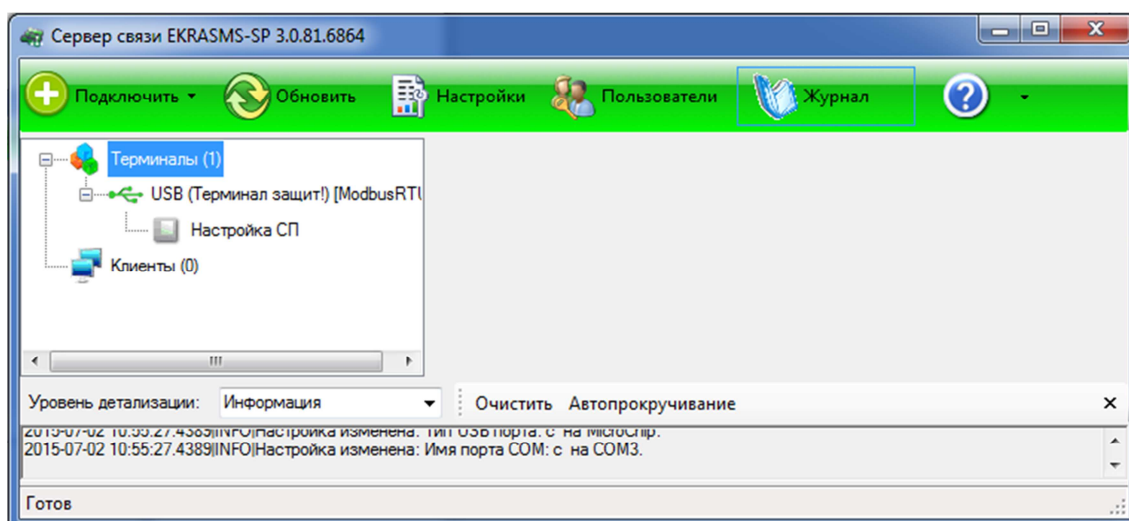 Сервер связи EKRASMS-SP 3.0.81.6864
Подключить Обновить Настройки Пользователи Журнал
Терминалы (1)
USB (Терминал защит!) [ModbusRTU
Настройка СП
Клиенты (0)
Уровень детализации: Информация Очистить Автопрокручивание
2015-07-02 10:55:27.4389|INFO|Настройка изменена: Тип USB порта: с на MicroChip.
2015-07-02 10:55:27.4389|INFO|Настройка изменена: Имя порта COM: с на COM3.
Готов